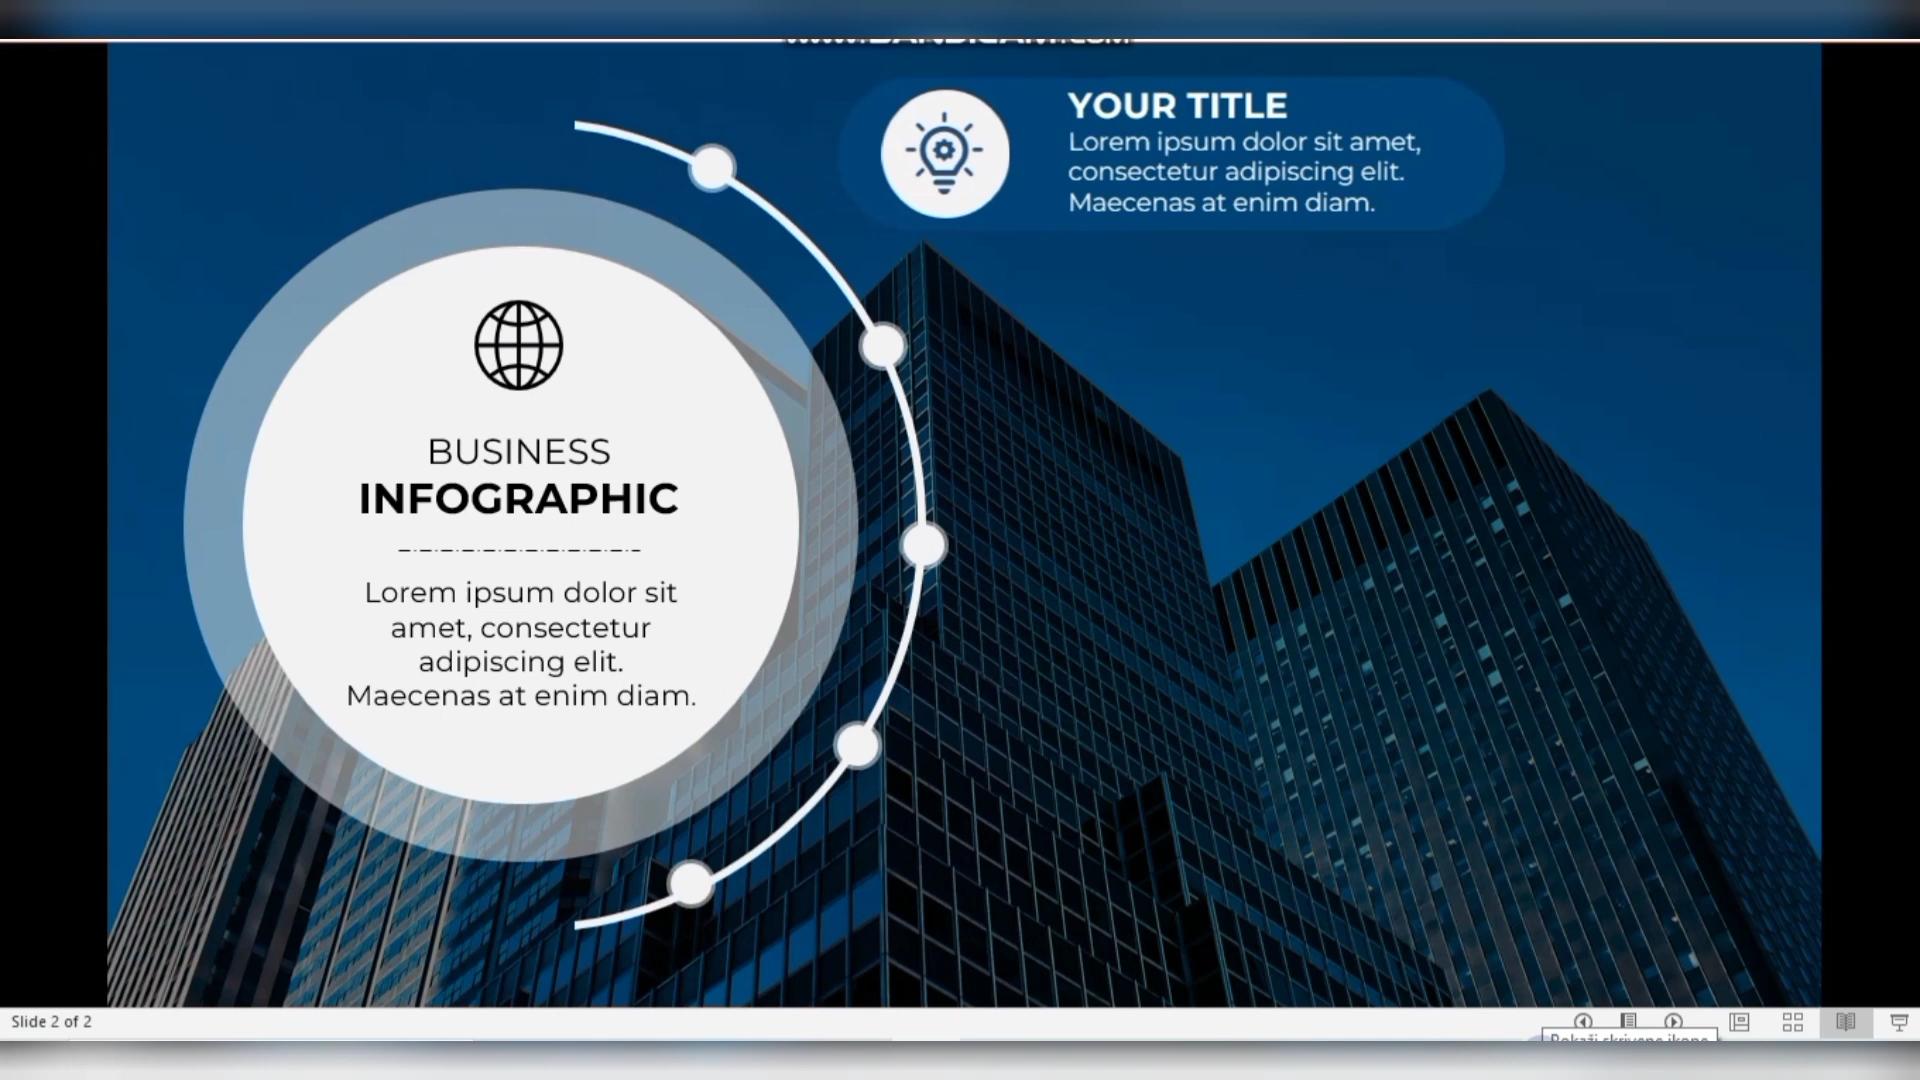 YOUR TITLE
Lorem ipsum dolor sit amet,
consectetur adipiscing elit.
Maecenas at enim diam.
BUSINESS
INFOGRAPHIC
Lorem ipsum dolor sit
amet, consectetur
adipiscing elit.
Maecenas at enim diam.
Slide 2 of 2